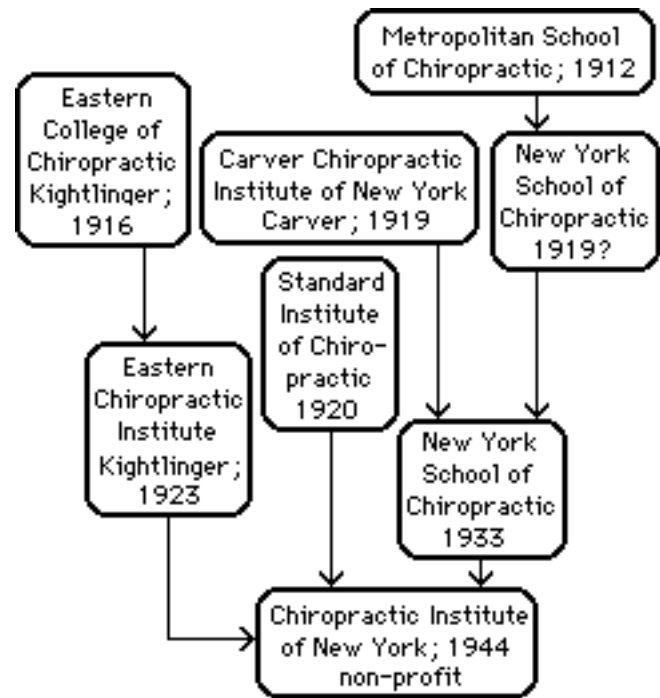 Metropolitan School
of Chiropractic; 1912
Eastern
College of
Chiropractic
Kightlinger;
1916
Carver Chiropractic
Institute of New York
Carver; 1919
New York
School of
Chiropractic
1919?
Standard
Institute
of Chiro-
practic
1920
Eastern
Chiropractic
Institute
Kightlinger;
1923
New York
School of
Chiropractic
1933
Chiropractic Institute
of New York; 1944
non-profit